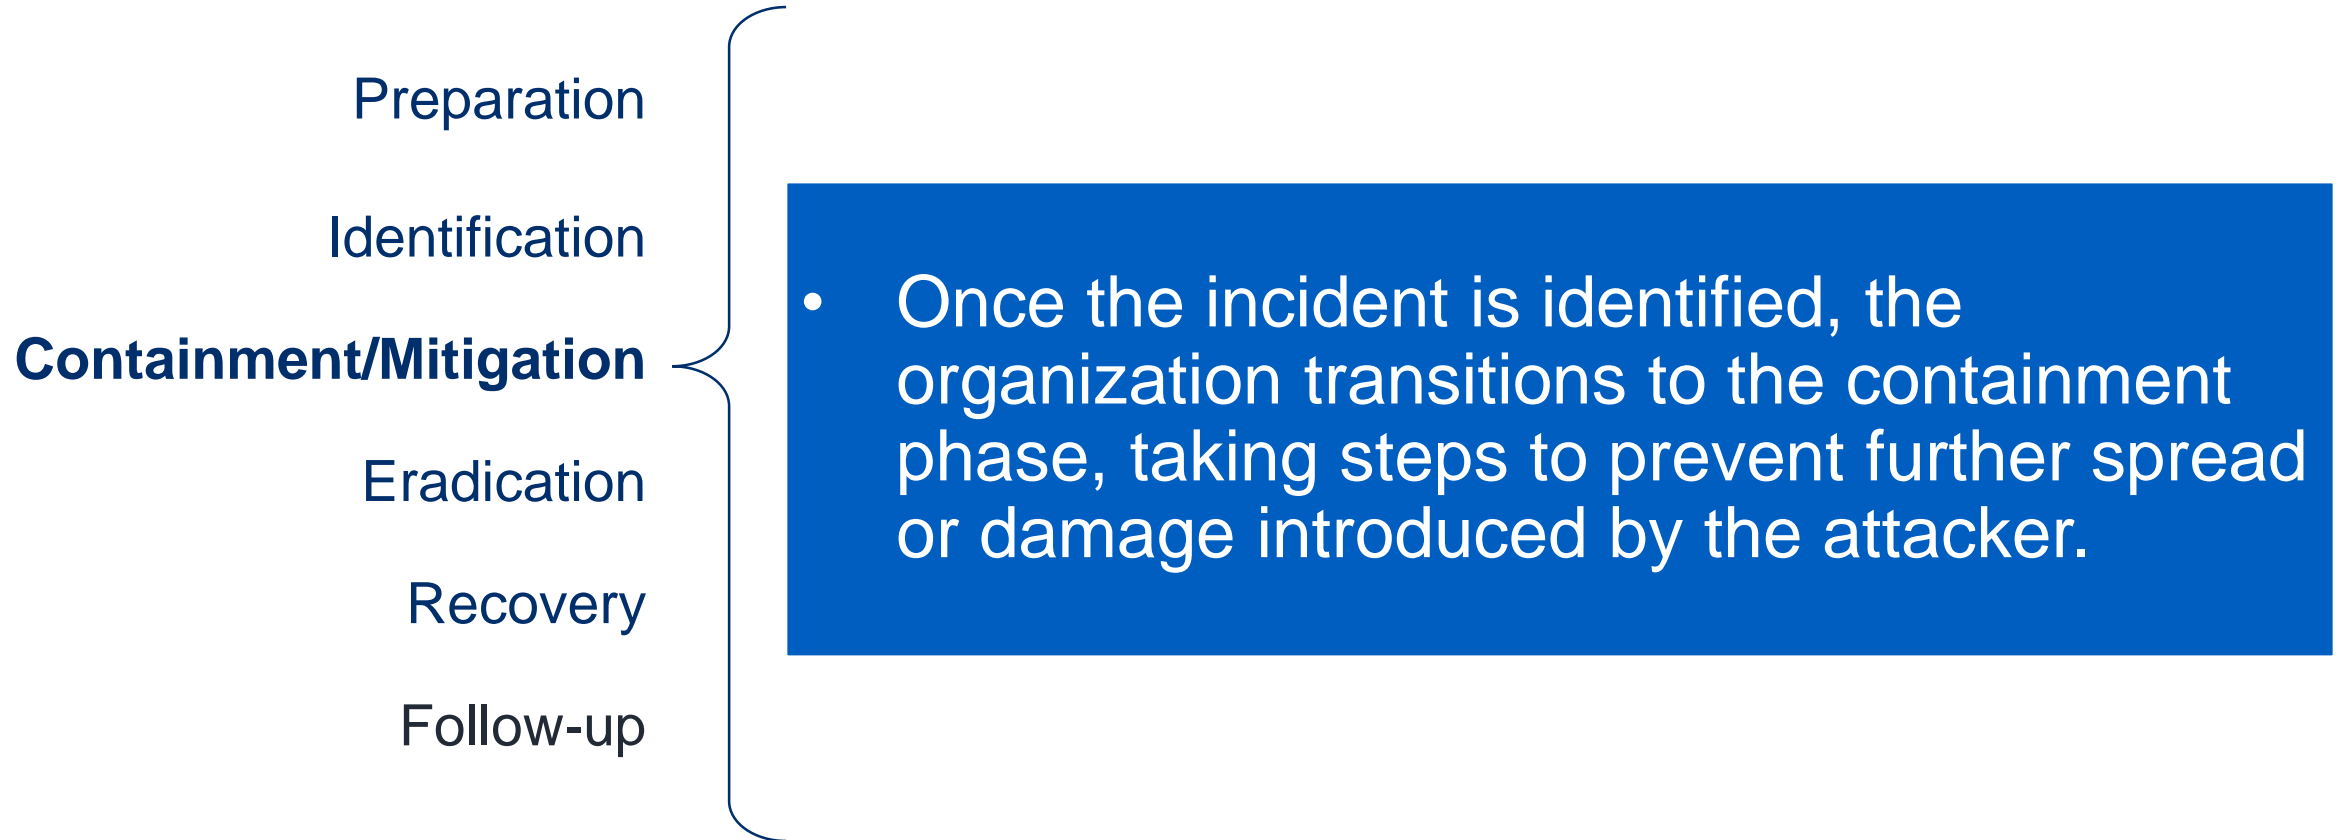 Preparation
Identification
Containment/Mitigation
Eradication
Recovery
Follow-up
• Once the incident is identified, the
organization transitions to the containment
phase, taking steps to prevent further spread
or damage introduced by the attacker.